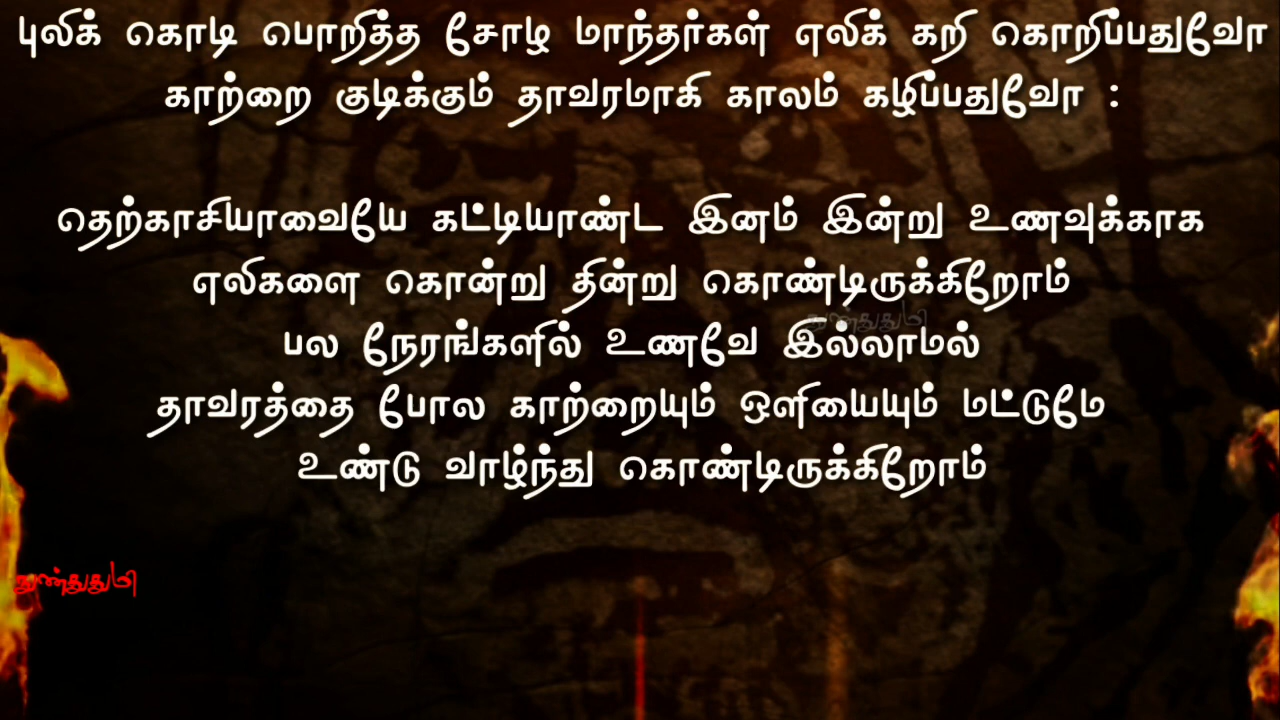 புலிக் கொடி பொறித்த சோழ மாந்தர்கள் எலிக் கறி கொறிப்பதுவோ
காற்றை குடிக்கும் தாவரமாகி காலம் கழிப்பதுவோ :
தெற்காசியாவையே கட்டியாண்ட இனம் இன்று உணவுக்காக
எலிகளை கொன்று தின்று கொண்டிருக்கிறோம்
துண்துதுமி
பல நேரங்களில் உணவே இல்லாமல்
தாவரத்தை போல காற்றையும் ஒளியையும் மட்டுமே
உண்டு வாழ்ந்து கொண்டிருக்கிறோம்
துண்துதுமி